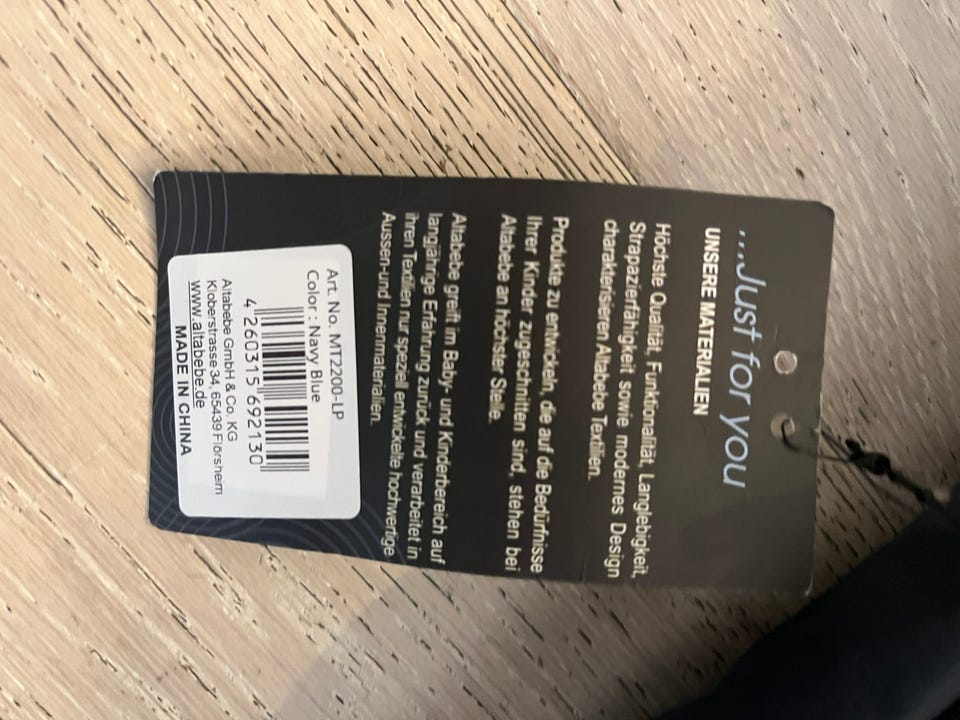 ...Just for you
UNSERE MATERIALIEN
Höchste Qualität, Funktionalität, Langlebigkeit,
Strapazierfähigkeit sowie modernes Design
charakterisieren Altabebe Textilien.
Produkte zu entwickeln, die auf die Bedürfnisse
Ihrer Kinder zugeschnitten sind, stehen bei
Altabebe an höchster Stelle.
Altabebe greift im Baby- und Kinderbereich auf
langjährige Erfahrung zurück und verarbeitet in
ihren Textilien nur speziell entwickelte hochwertige
Aussen-und Innenmaterialien.
Art. No. MT2200-LP
Color : Navy Blue
4 260315 692130
Altabebe GmbH & Co. KG
Kloberstrasse 34, 65439 Flörsheim
www.altabebe.de
MADE IN CHINA